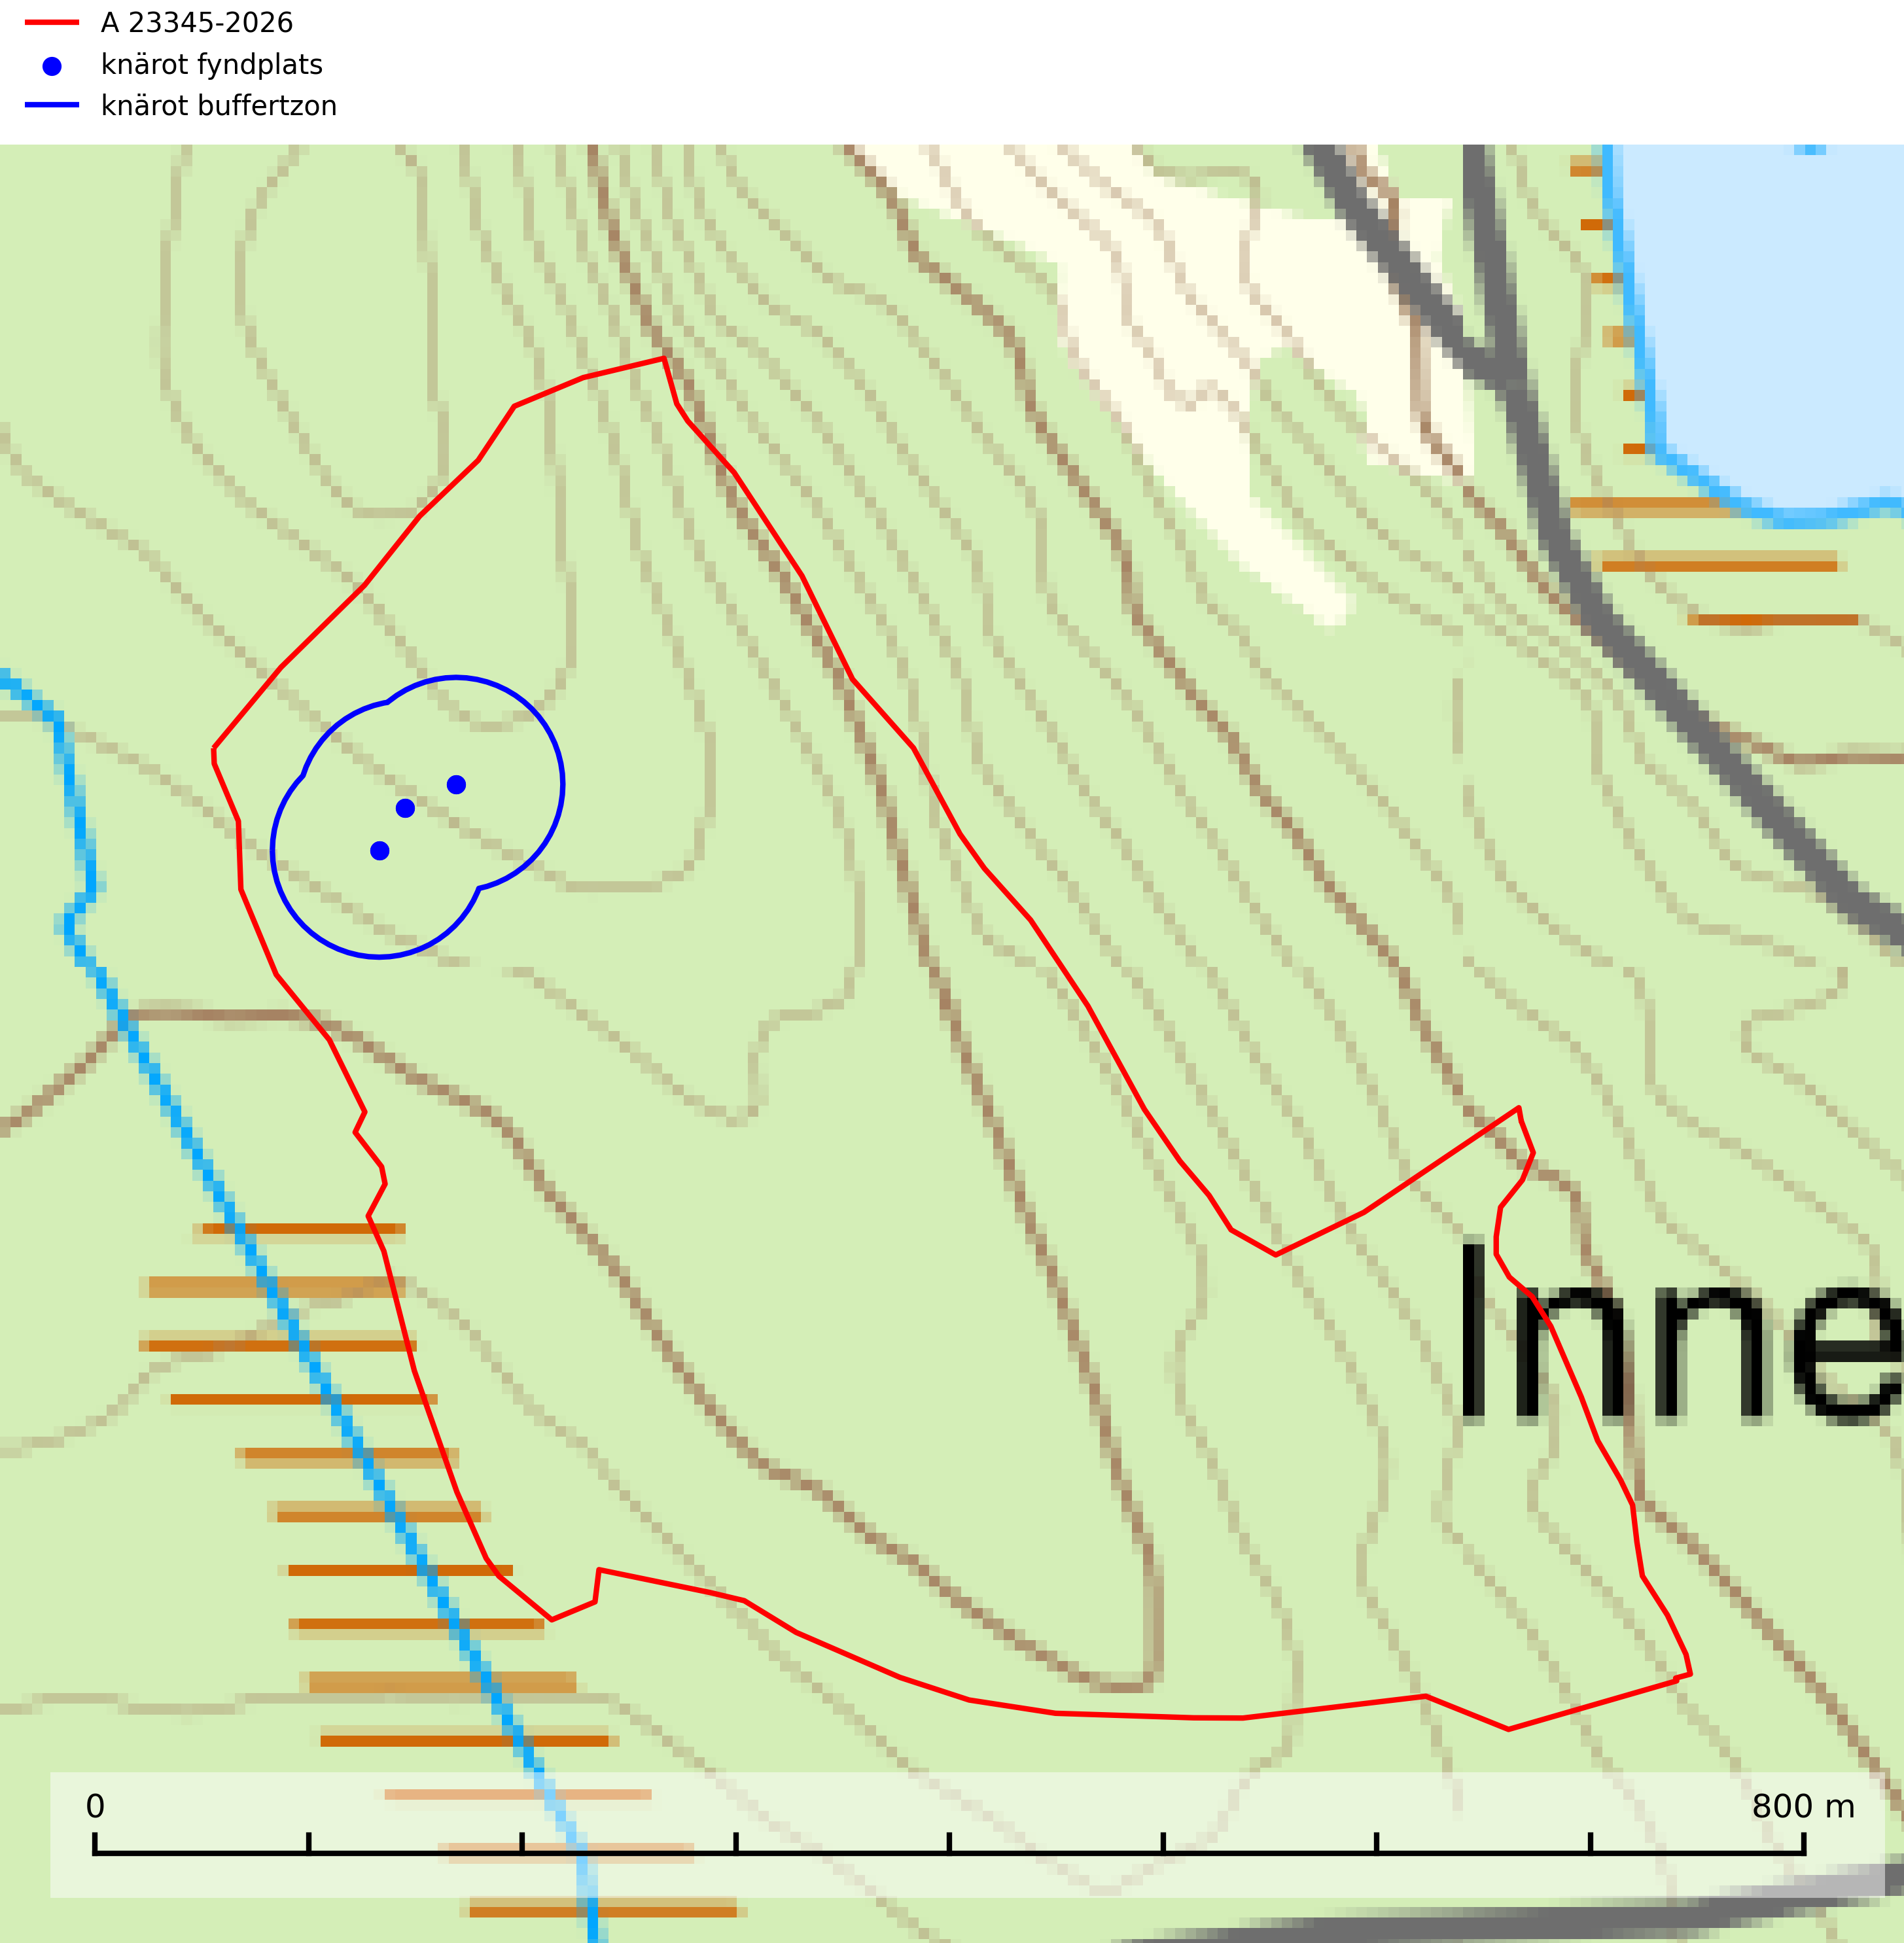 A 23345-2026
knärot fyndplats
knärot buffertzon
Inne
0
800 m